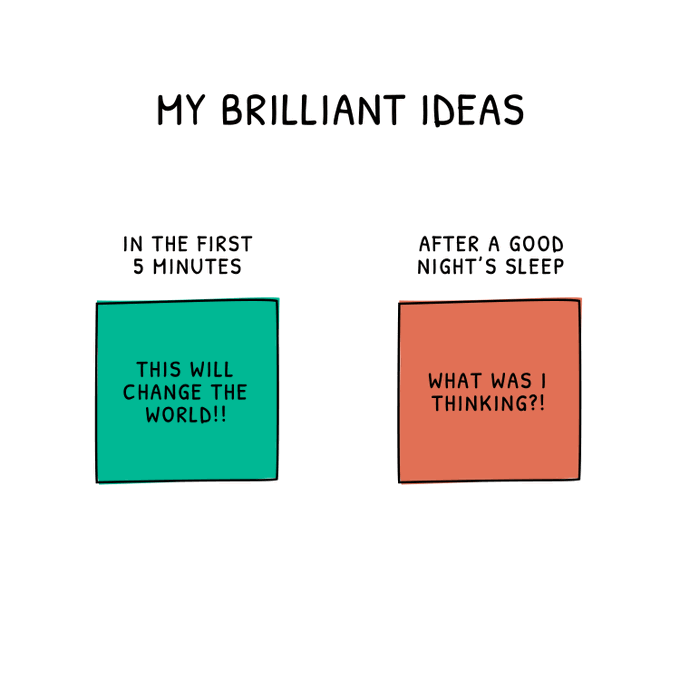 MY BRILLIANT IDEAS
IN THE FIRST
5 MINUTES
THIS WILL
CHANGE THE
WORLD!!
AFTER A GOOD
NIGHT'S SLEEP
WHAT WAS I
THINKING?!